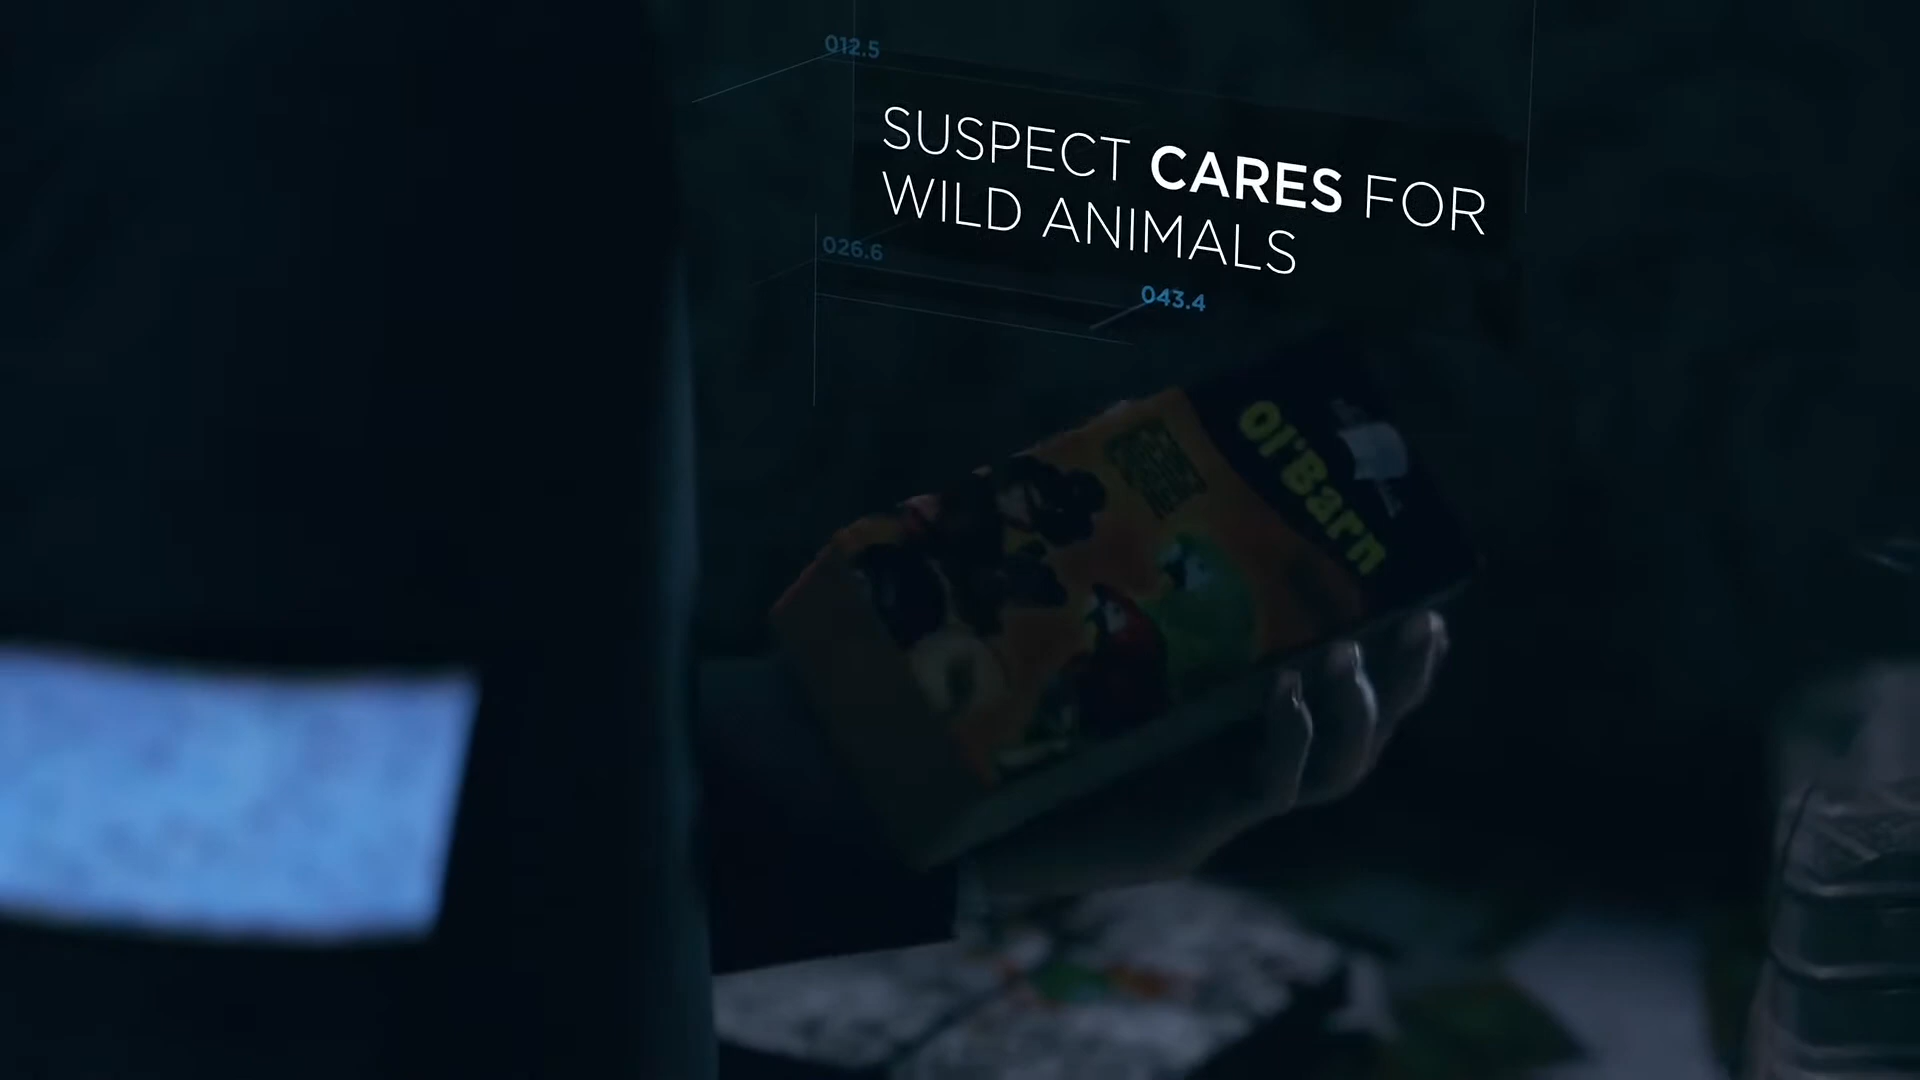 012.5
SUSPECT CARES FOR
WILD ANIMALS
026.6
043.4
Ol'Barn